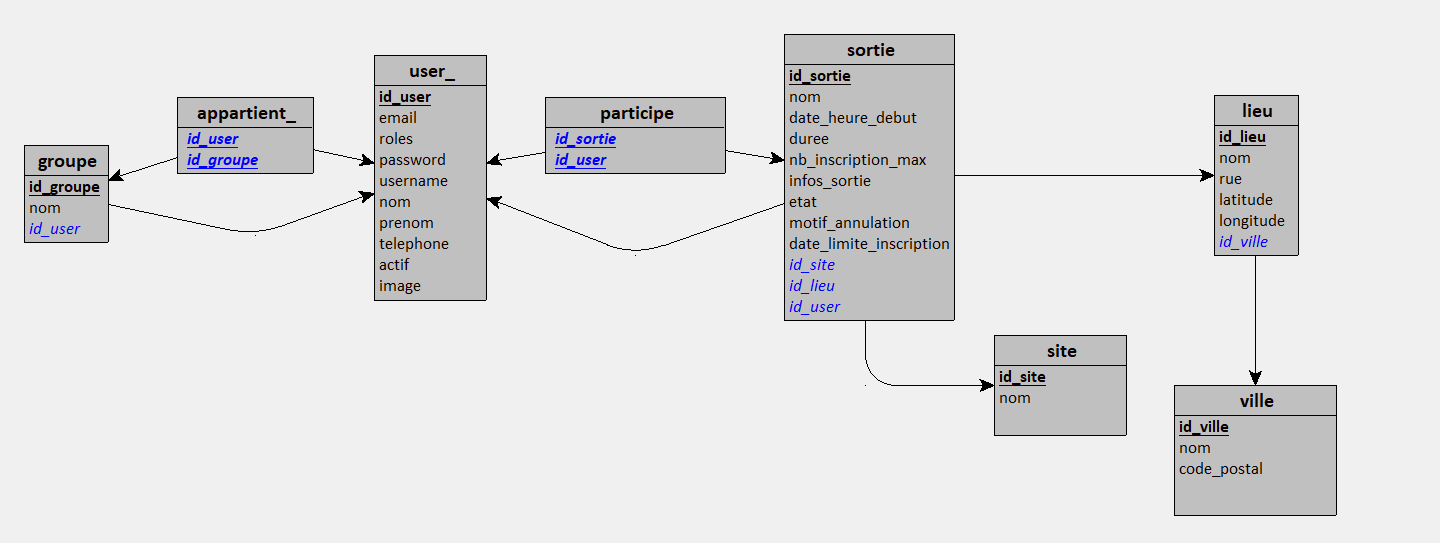 groupe
id_groupe
nom
id_user
appartient_
id_user
id_groupe
user_
id_user
email
roles
password
username
nom
prenom
telephone
actif
image
participe
id_sortie
id_user
sortie
id_sortie
nom
date_heure_debut
duree
nb_inscription_max
infos_sortie
etat
motif_annulation
date_limite_inscription
id_site
id_lieu
id_user
site
id_site
nom
lieu
id_lieu
nom
rue
latitude
longitude
id_ville
ville
id_ville
nom
code_postal